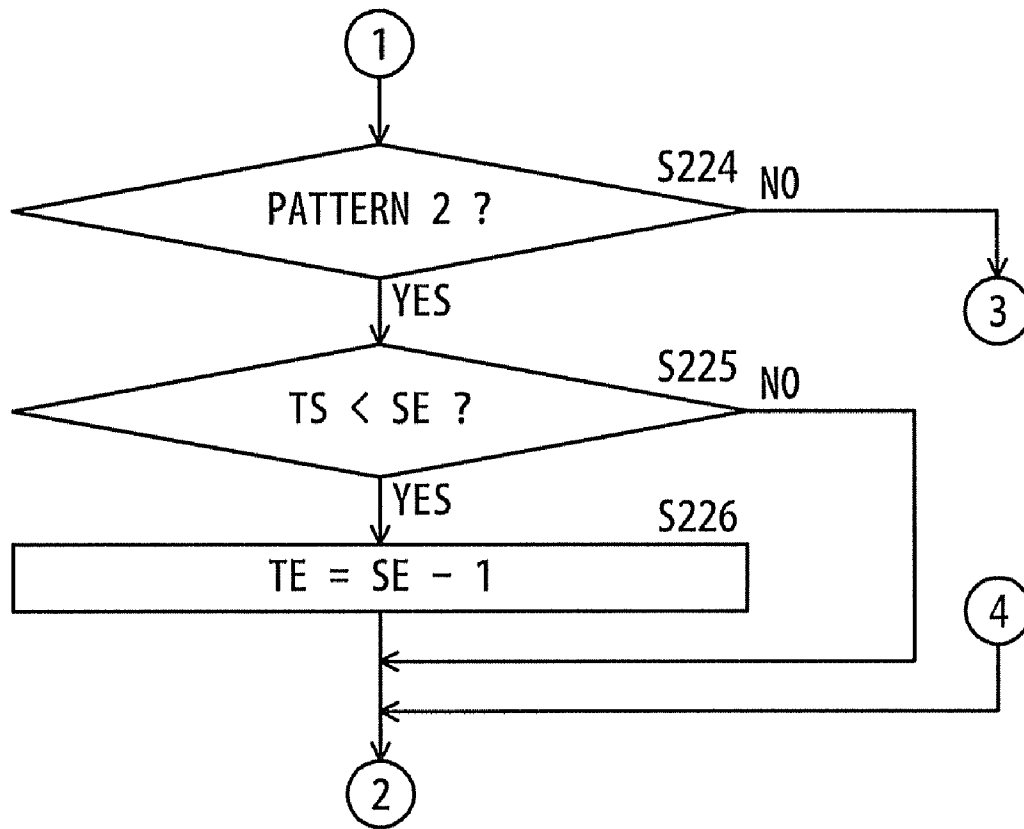 1
S224
PATTERN 2 ?
NO
3
YES
S225
TS < SE ?
NO
YES
S226
TE = SE - 1
4
2